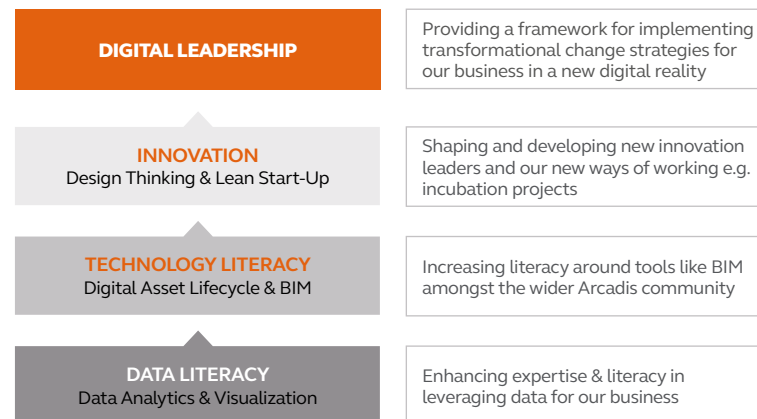 DIGITAL LEADERSHIP
Providing a framework for implementing
transformational change strategies for
our business in a new digital reality
INNOVATION
Design Thinking & Lean Start-Up
Shaping and developing new innovation
leaders and our new ways of working e.g.
incubation projects
TECHNOLOGY LITERACY
Digital Asset Lifecycle & BIM
Increasing literacy around tools like BIM
amongst the wider Arcadis community
DATA LITERACY
Data Analytics & Visualization
Enhancing expertise & literacy in
leveraging data for our business